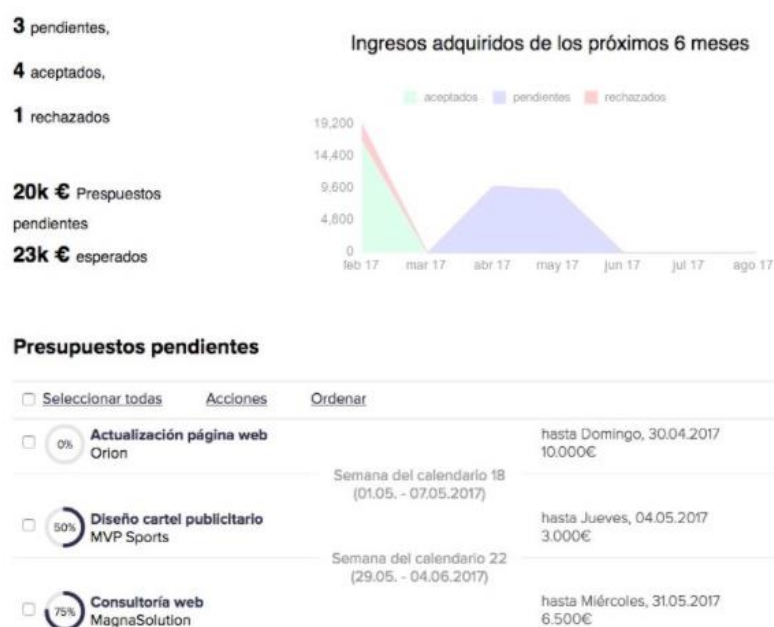 3 pendientes,
4 aceptados,
1 rechazados
20k € Prespuestos
pendientes
23k € esperados
Ingresos adquiridos de los próximos 6 meses
aceptados pendientes rechazados
19,200
14,400
9,600
4,800
0
feb 17 mar 17 abr 17 may 17 jun 17 jul 17 ago 17
Presupuestos pendientes
Seleccionar todas Acciones Ordenar
0% Actualización página web hasta Domingo, 30.04.2017
Orion 10.000€
Semana del calendario 18
(01.05. - 07.05.2017)
50% Diseño cartel publicitario hasta Jueves, 04.05.2017
MVP Sports 3.000€
Semana del calendario 22
(29.05. - 04.06.2017)
75% Consultoría web hasta Miércoles, 31.05.2017
MagnaSolution 6.500€